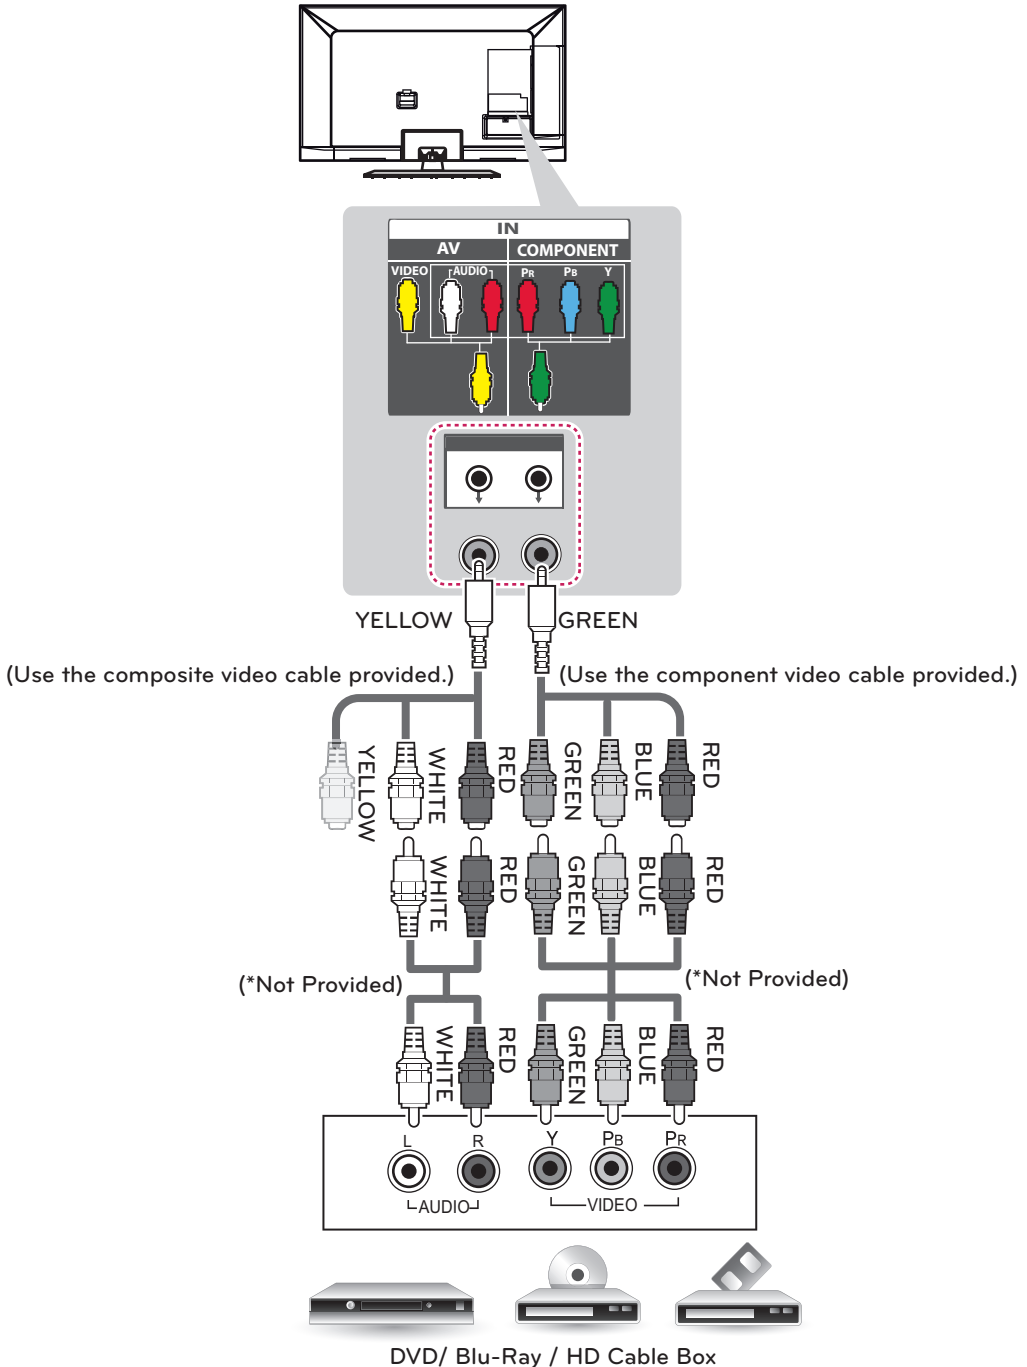 IN
AV COMPONENT
VIDEO AUDIO PR PB Y
YELLOW GREEN
(Use the composite video cable provided.) (Use the component video cable provided.)
YELLOW WHITE RED GREEN BLUE RED
WHITE RED GREEN BLUE RED
(*Not Provided) (*Not Provided)
WHITE RED GREEN BLUE RED
L R Y PB PR
AUDIO VIDEO
DVD/ Blu-Ray / HD Cable Box